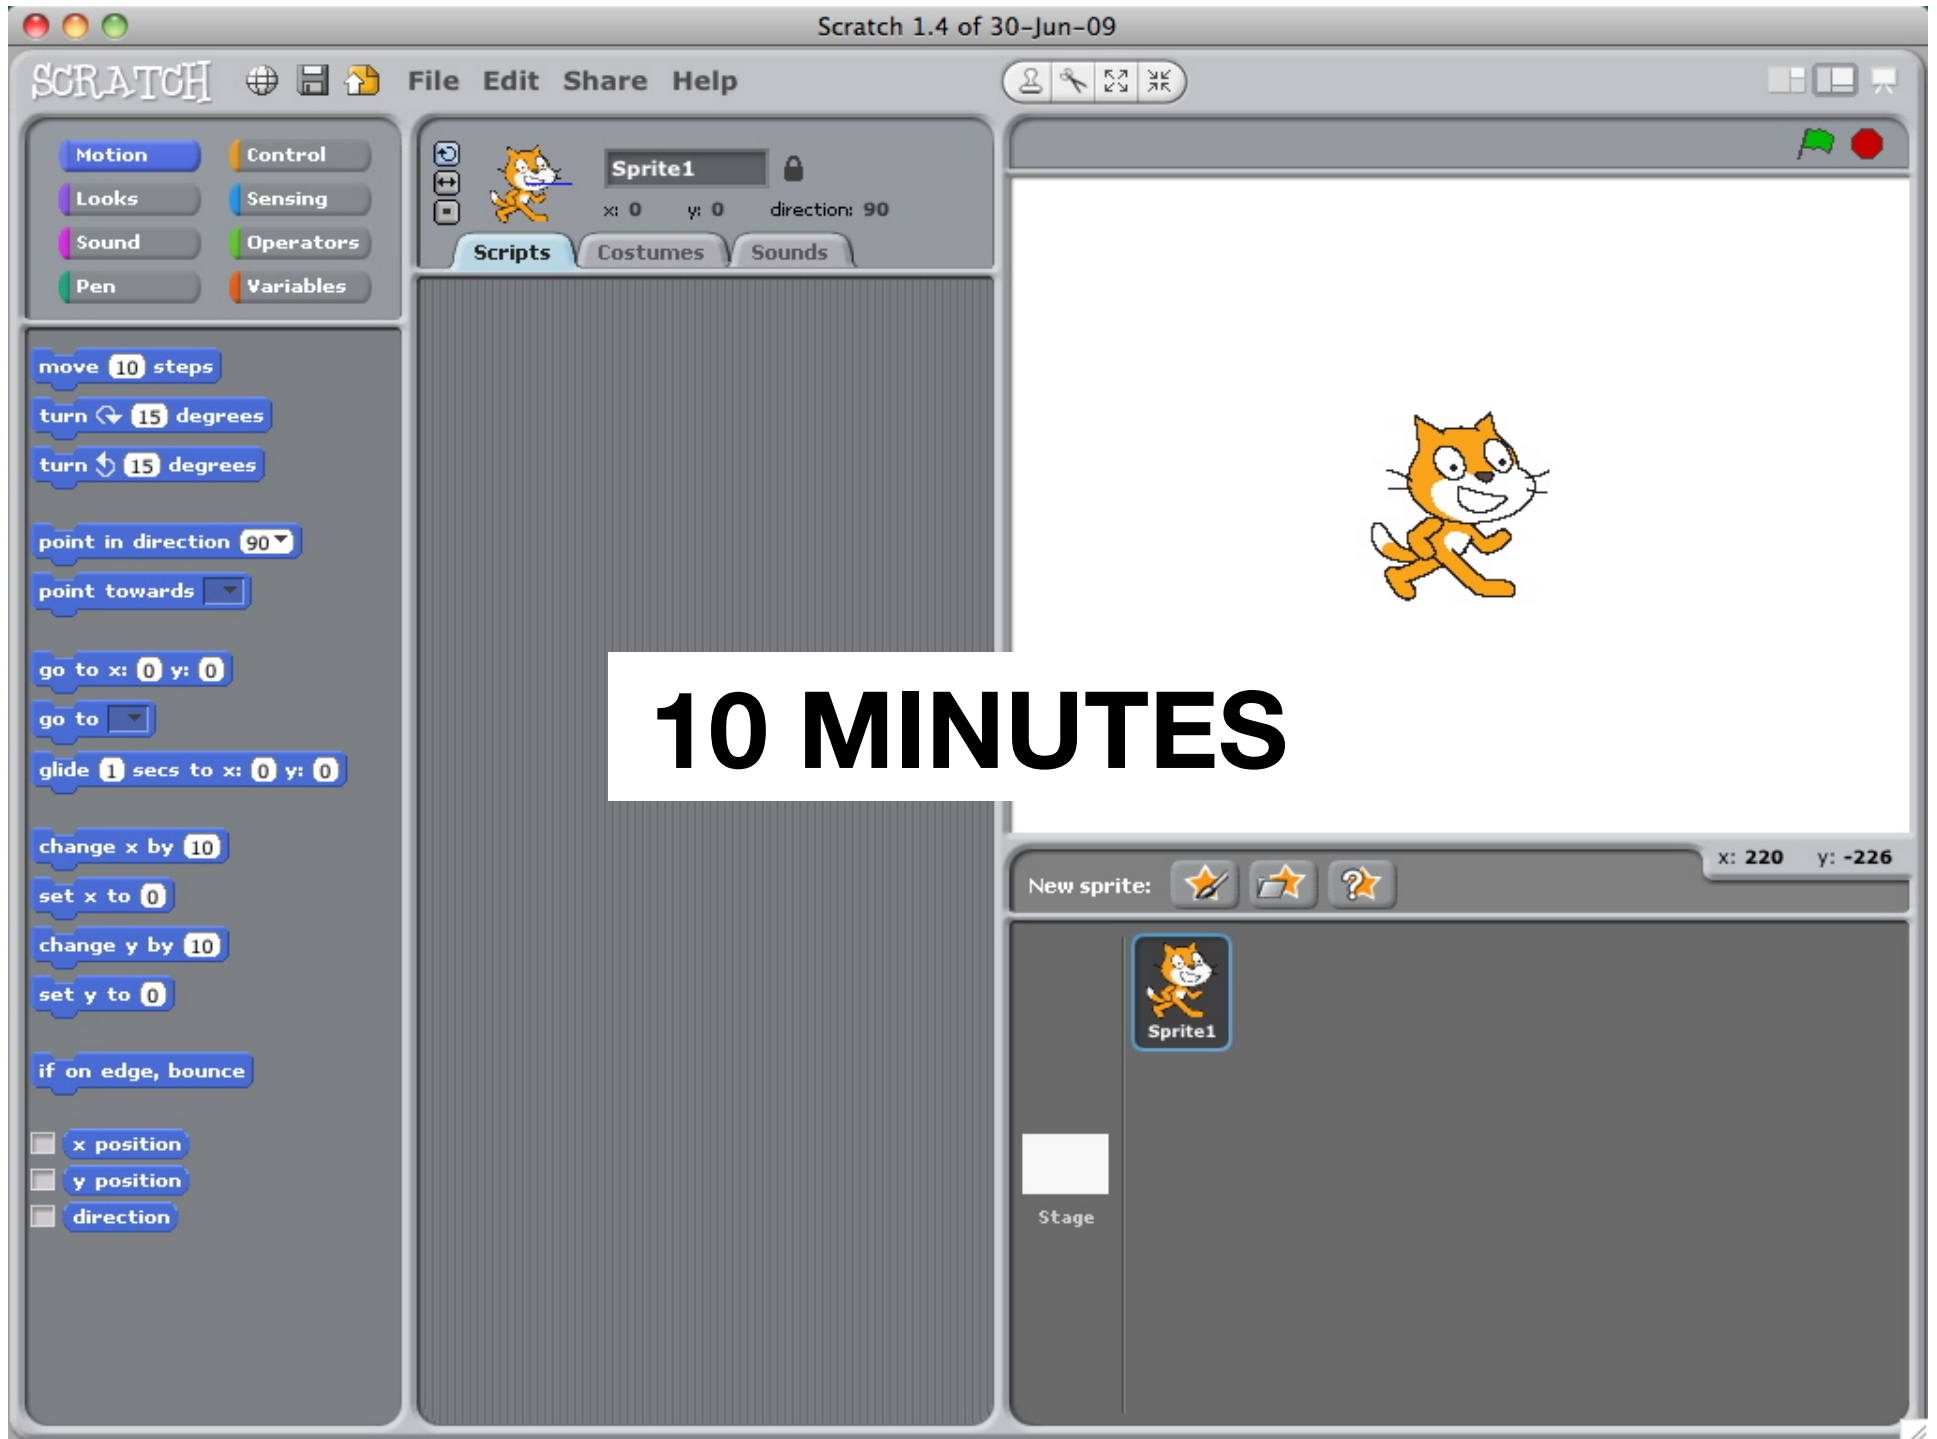 Scratch 1.4 of 30-Jun-09
SCRATCH File Edit Share Help
Motion Control
Looks Sensing
Sound Operators
Pen Variables
move 10 steps
turn 15 degrees
turn 15 degrees
point in direction 90
point towards
go to x: 0 y: 0
go to
glide 1 secs to x: 0 y: 0
change x by 10
set x to 0
change y by 10
set y to 0
if on edge, bounce
x position
y position
direction
Sprite1
x: 0 y: 0 direction: 90
Scripts Costumes Sounds
10 MINUTES
x: 220 y: -226
New sprite:
Sprite1
Stage